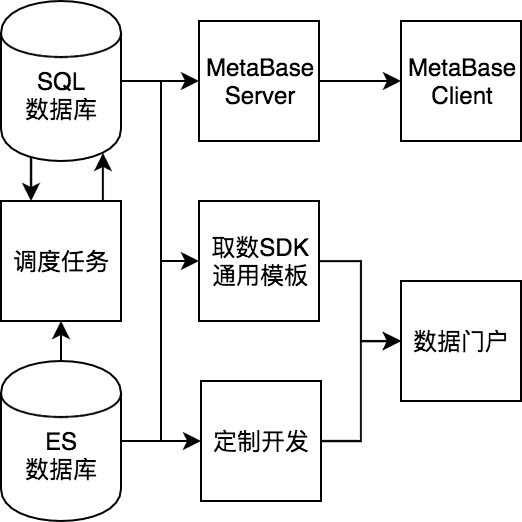 SQL
数据库
MetaBase
Server
MetaBase
Client
调度任务
取数SDK
通用模板
数据门户
ES
数据库
定制开发